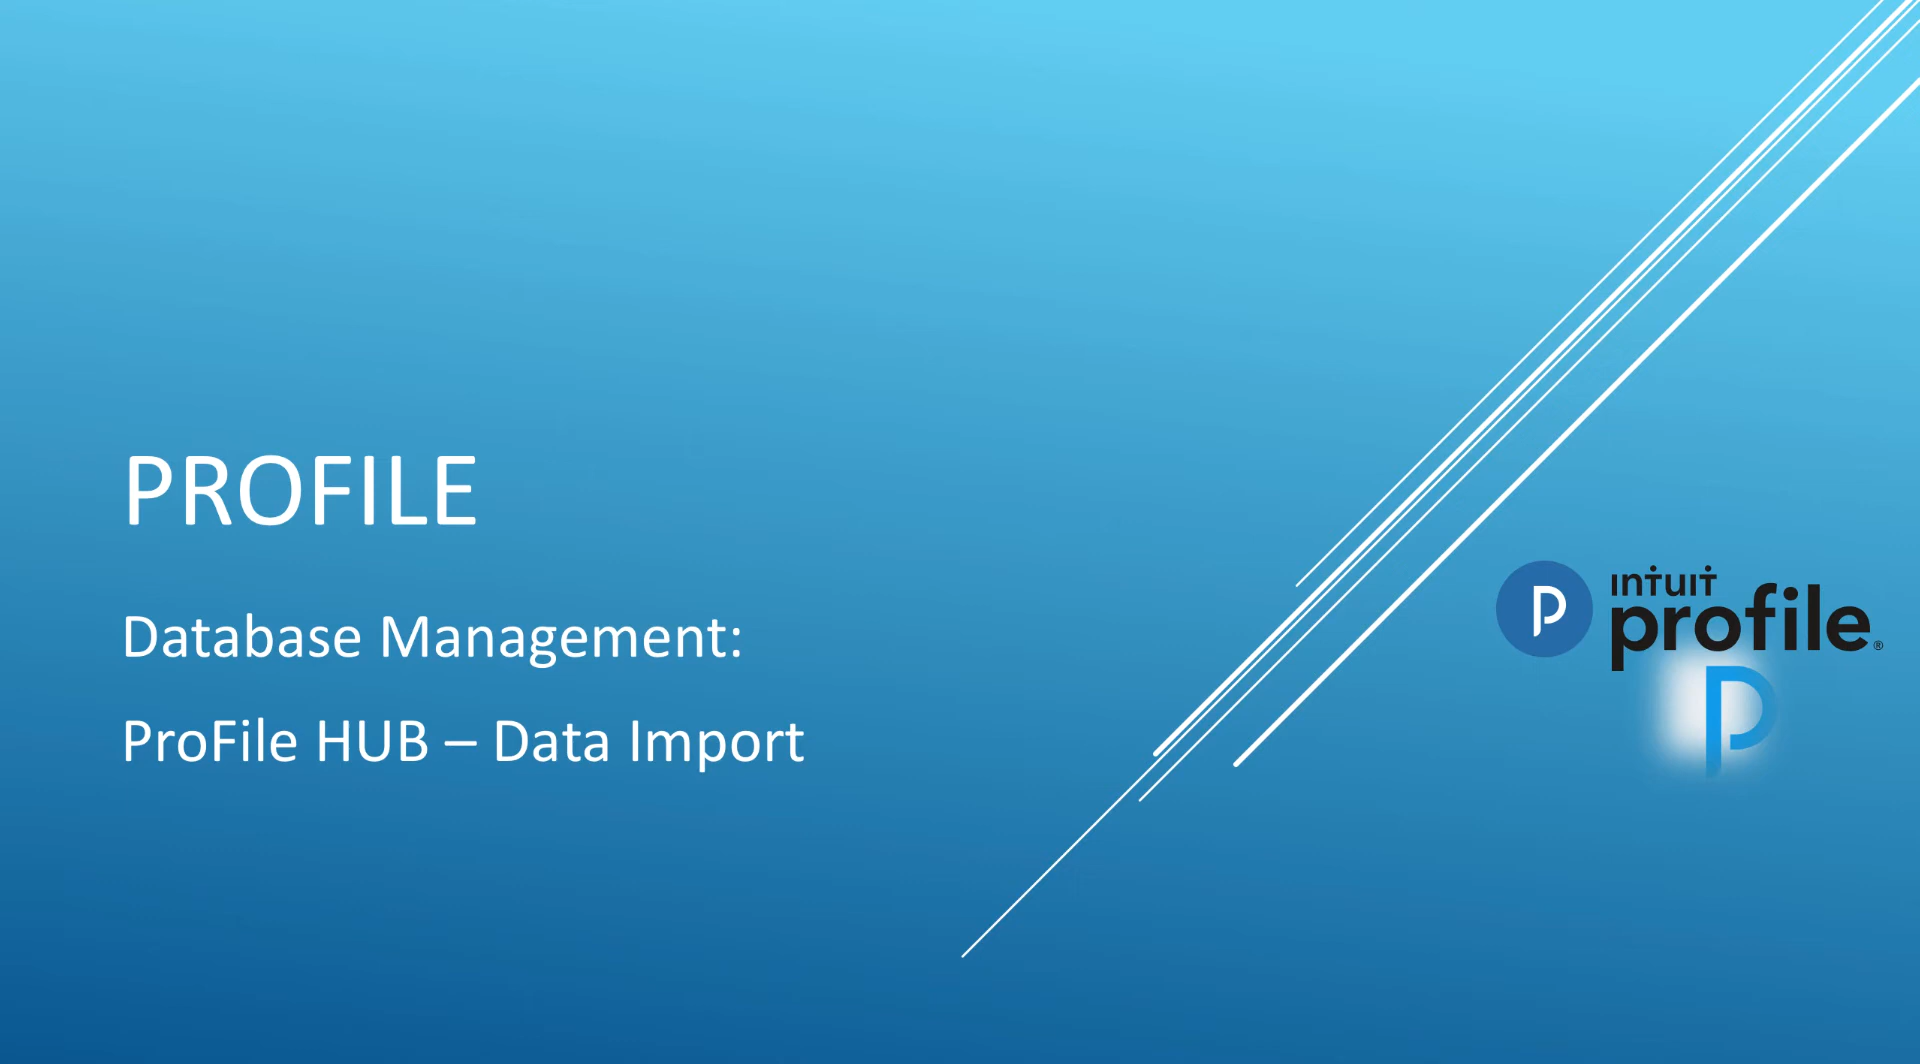 PROFILE
Database Management:
ProFile HUB – Data Import
P
intuit
profile®
P